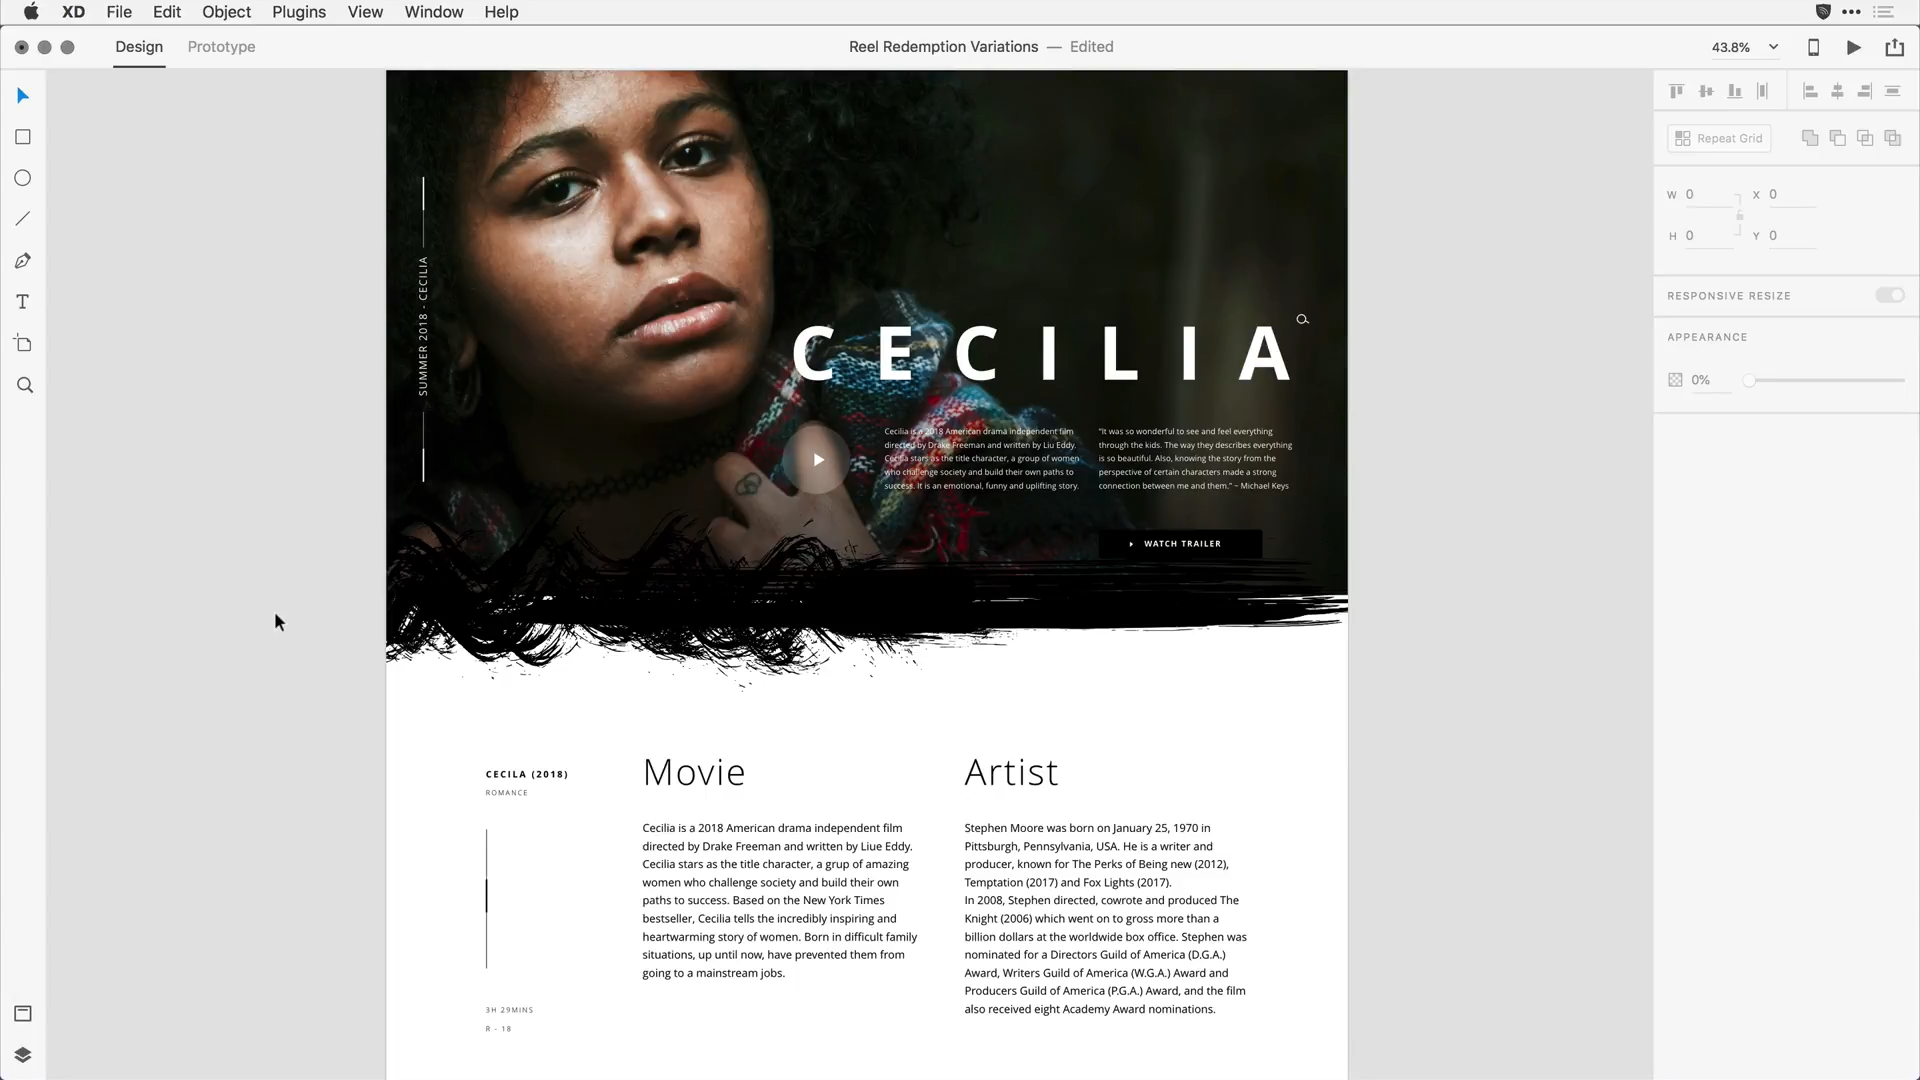 XD File Edit Object Plugins View Window Help
Design Prototype
Reel Redemption Variations — Edited
43.8%
Repeat Grid
W 0 X 0
H 0 Y 0
RESPONSIVE RESIZE
APPEARANCE
0%
SUMMER 2018 - CECILIA
CECILIA
Cecilia is a 2018 American drama independent film
directed by Drake Freeman and written by Liu Eddy.
Cecilia stars as the title character, a group of women
who challenge society and build their own paths to
success. It is an emotional, funny and uplifting story.
"It was so wonderful to see and feel everything
through the kids. The way they describes everything
is so beautiful. Also, knowing the story from the
perspective of certain characters made a strong
connection between me and them." ~ Michael Keys
WATCH TRAILER
CECILA (2018)
ROMANCE
3H 29MINS
R - 18
Movie
Cecilia is a 2018 American drama independent film
directed by Drake Freeman and written by Liue Eddy.
Cecilia stars as the title character, a grup of amazing
women who challenge society and build their own
paths to success. Based on the New York Times
bestseller, Cecilia tells the incredibly inspiring and
heartwarming story of women. Born in difficult family
situations, up until now, have prevented them from
going to a mainstream jobs.
Artist
Stephen Moore was born on January 25, 1970 in
Pittsburgh, Pennsylvania, USA. He is a writer and
producer, known for The Perks of Being new (2012),
Temptation (2017) and Fox Lights (2017).
In 2008, Stephen directed, cowrote and produced The
Knight (2006) which went on to gross more than a
billion dollars at the worldwide box office. Stephen was
nominated for a Directors Guild of America (D.G.A.)
Award, Writers Guild of America (W.G.A.) Award and
Producers Guild of America (P.G.A.) Award, and the film
also received eight Academy Award nominations.